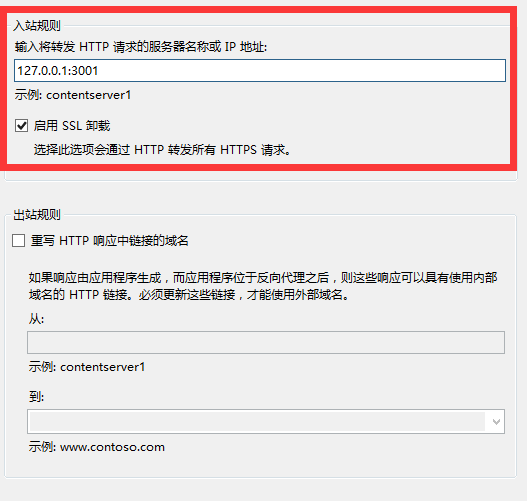 入站规则
输入将转发 HTTP 请求的服务器名称或 IP 地址:
127.0.0.1:3001
示例: contentserver1
启用 SSL 卸载
选择此选项会通过 HTTP 转发所有 HTTPS 请求。
出站规则
重写 HTTP 响应中链接的域名
如果响应由应用程序生成，而应用程序位于反向代理之后，则这些响应可以具有使用内部
域名的 HTTP 链接。必须更新这些链接，才能使用外部域名。
从:
示例: contentserver1
到:
示例: www.contoso.com